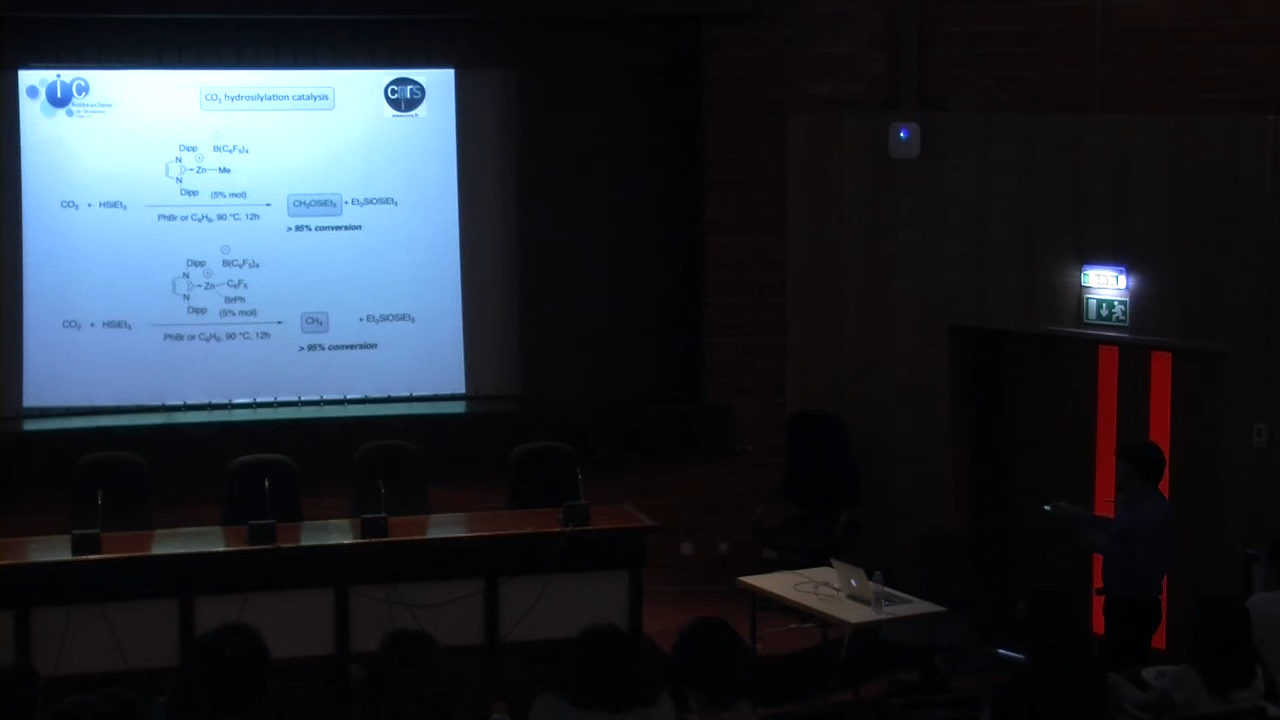 iC
CO2 hydrosilylation catalysis
cnrs
Dipp B(C6F5)4
N
Zn—Me
N
Dipp (5% mol)
CO2 + HSiEt3 CH3OSiEt3 + Et3SiOSiEt3
PhBr or C6H6, 90 °C, 12h
> 95% conversion
Dipp B(C6F5)4
N
Zn C6F5
N BrPh
Dipp (5% mol)
CO2 + HSiEt3 CH4 + Et3SiOSiEt3
PhBr or C6H6, 90 °C, 12h
> 95% conversion